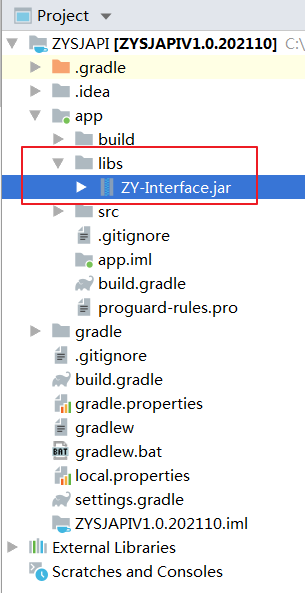 Project
ZYSJAPI [ZYSJAPIV1.0.202110] C:\
.gradle
.idea
app
build
libs
ZY-Interface.jar
src
.gitignore
app.iml
build.gradle
proguard-rules.pro
gradle
.gitignore
build.gradle
gradle.properties
gradlew
BAT gradlew.bat
local.properties
settings.gradle
ZYSJAPIV1.0.202110.iml
External Libraries
Scratches and Consoles